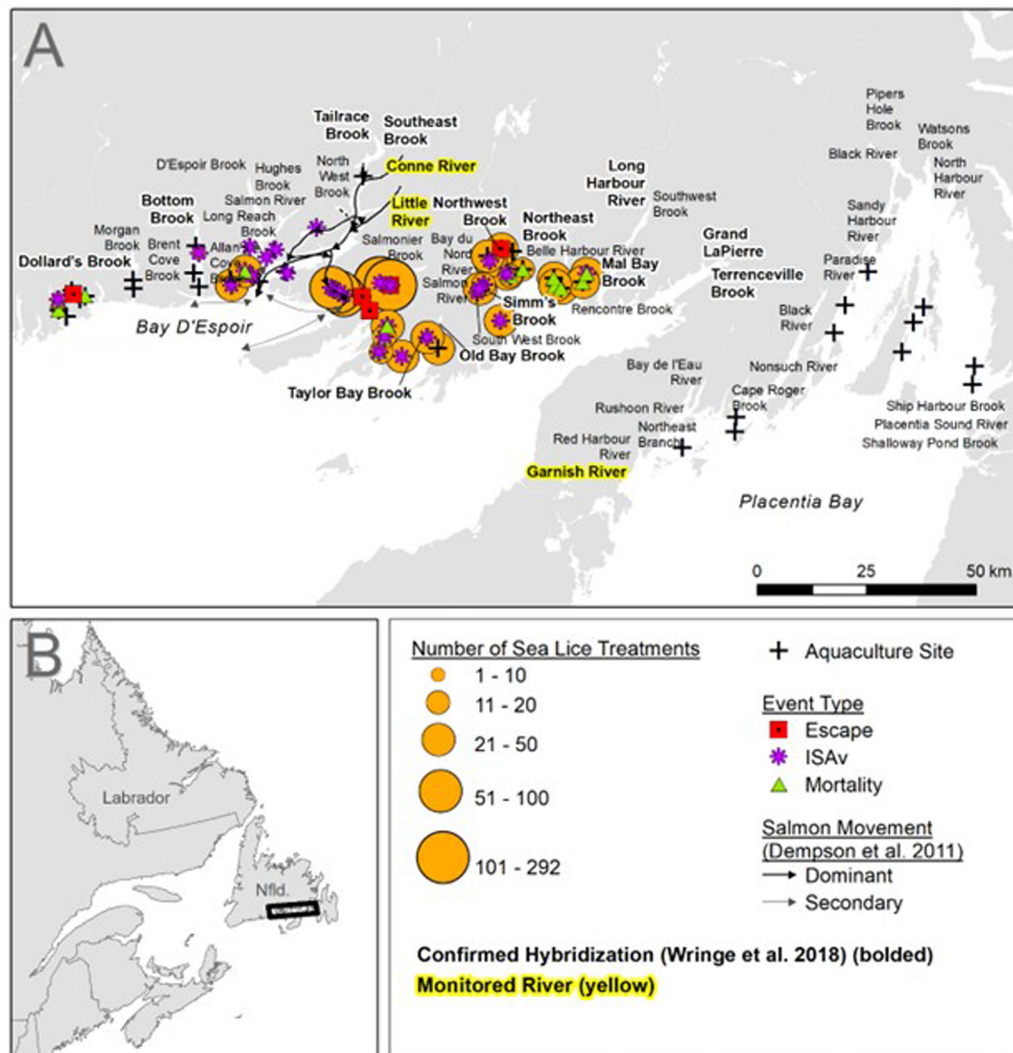 A
Pipers
Hole
Brook
Watsons
Brook
Black River
North
Harbour
River
Tailrace
Brook
Southeast
Brook
D'Espoir Brook
Hughes
Brook
North
West
Brook
Conne River
Long
Harbour
River
Southwest
Brook
Salmon River
Bottom
Brook
Long Reach
Brook
Little
River
Northwest
Brook
Northeast
Brook
Sandy
Harbour
River
Morgan
Brook
Brent
Cove
Brook
Allan
Salmonier
Brook
Bay du
Nord
River
Belle Harbour River
Grand
LaPierre
Paradise
River
Dollard's Brook
Mal Bay
Brook
Terrenceville
Brook
Salmon
River
Simm's
Brook
Rencontre Brook
Black
River
Bay D'Espoir
South West Brook
Old Bay Brook
Nonsuch River
Taylor Bay Brook
Bay de l'Eau
River
Cape Roger
Brook
Rushoon River
Ship Harbour Brook
Northeast
Branch
Placentia Sound River
Red Harbour
River
Shalloway Pond Brook
Garnish River
Placentia Bay
0 25 50 km
B
Labrador
Nfld.
Number of Sea Lice Treatments
1 - 10
11 - 20
21 - 50
51 - 100
101 - 292
Aquaculture Site
Event Type
Escape
ISAv
Mortality
Salmon Movement
(Dempson et al. 2011)
Dominant
Secondary
Confirmed Hybridization (Wringe et al. 2018) (bolded)
Monitored River (yellow)